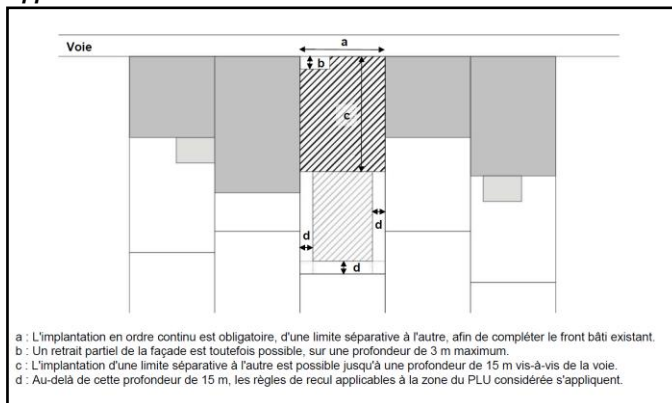 Voie
a
b
c
d
d
d
a : L'implantation en ordre continu est obligatoire, d'une limite séparative à l'autre, afin de compléter le front bâti existant.
b : Un retrait partiel de la façade est toutefois possible, sur une profondeur de 3 m maximum.
c : L'implantation d'une limite séparative à l'autre est possible jusqu'à une profondeur de 15 m vis-à-vis de la voie.
d : Au-delà de cette profondeur de 15 m, les règles de recul applicables à la zone du PLU considérée s'appliquent.